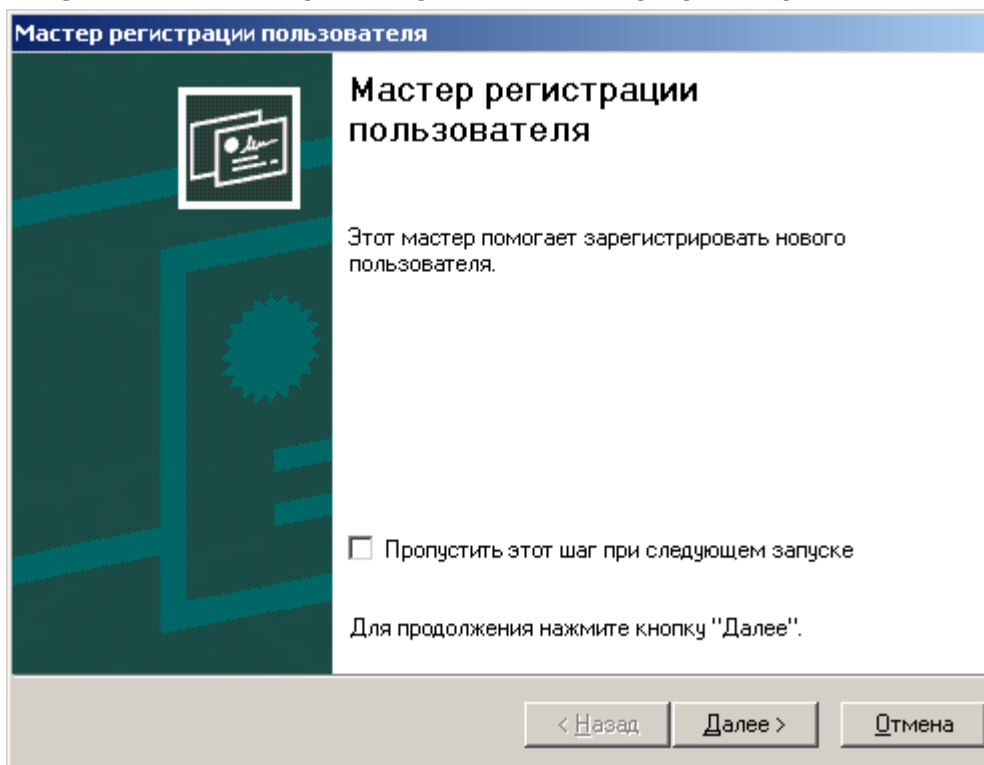 Мастер регистрации пользователя
Мастер регистрации
пользователя
Этот мастер помогает зарегистрировать нового
пользователя.
Пропустить этот шаг при следующем запуске
Для продолжения нажмите кнопку "Далее".
< Назад
Далее >
Отмена